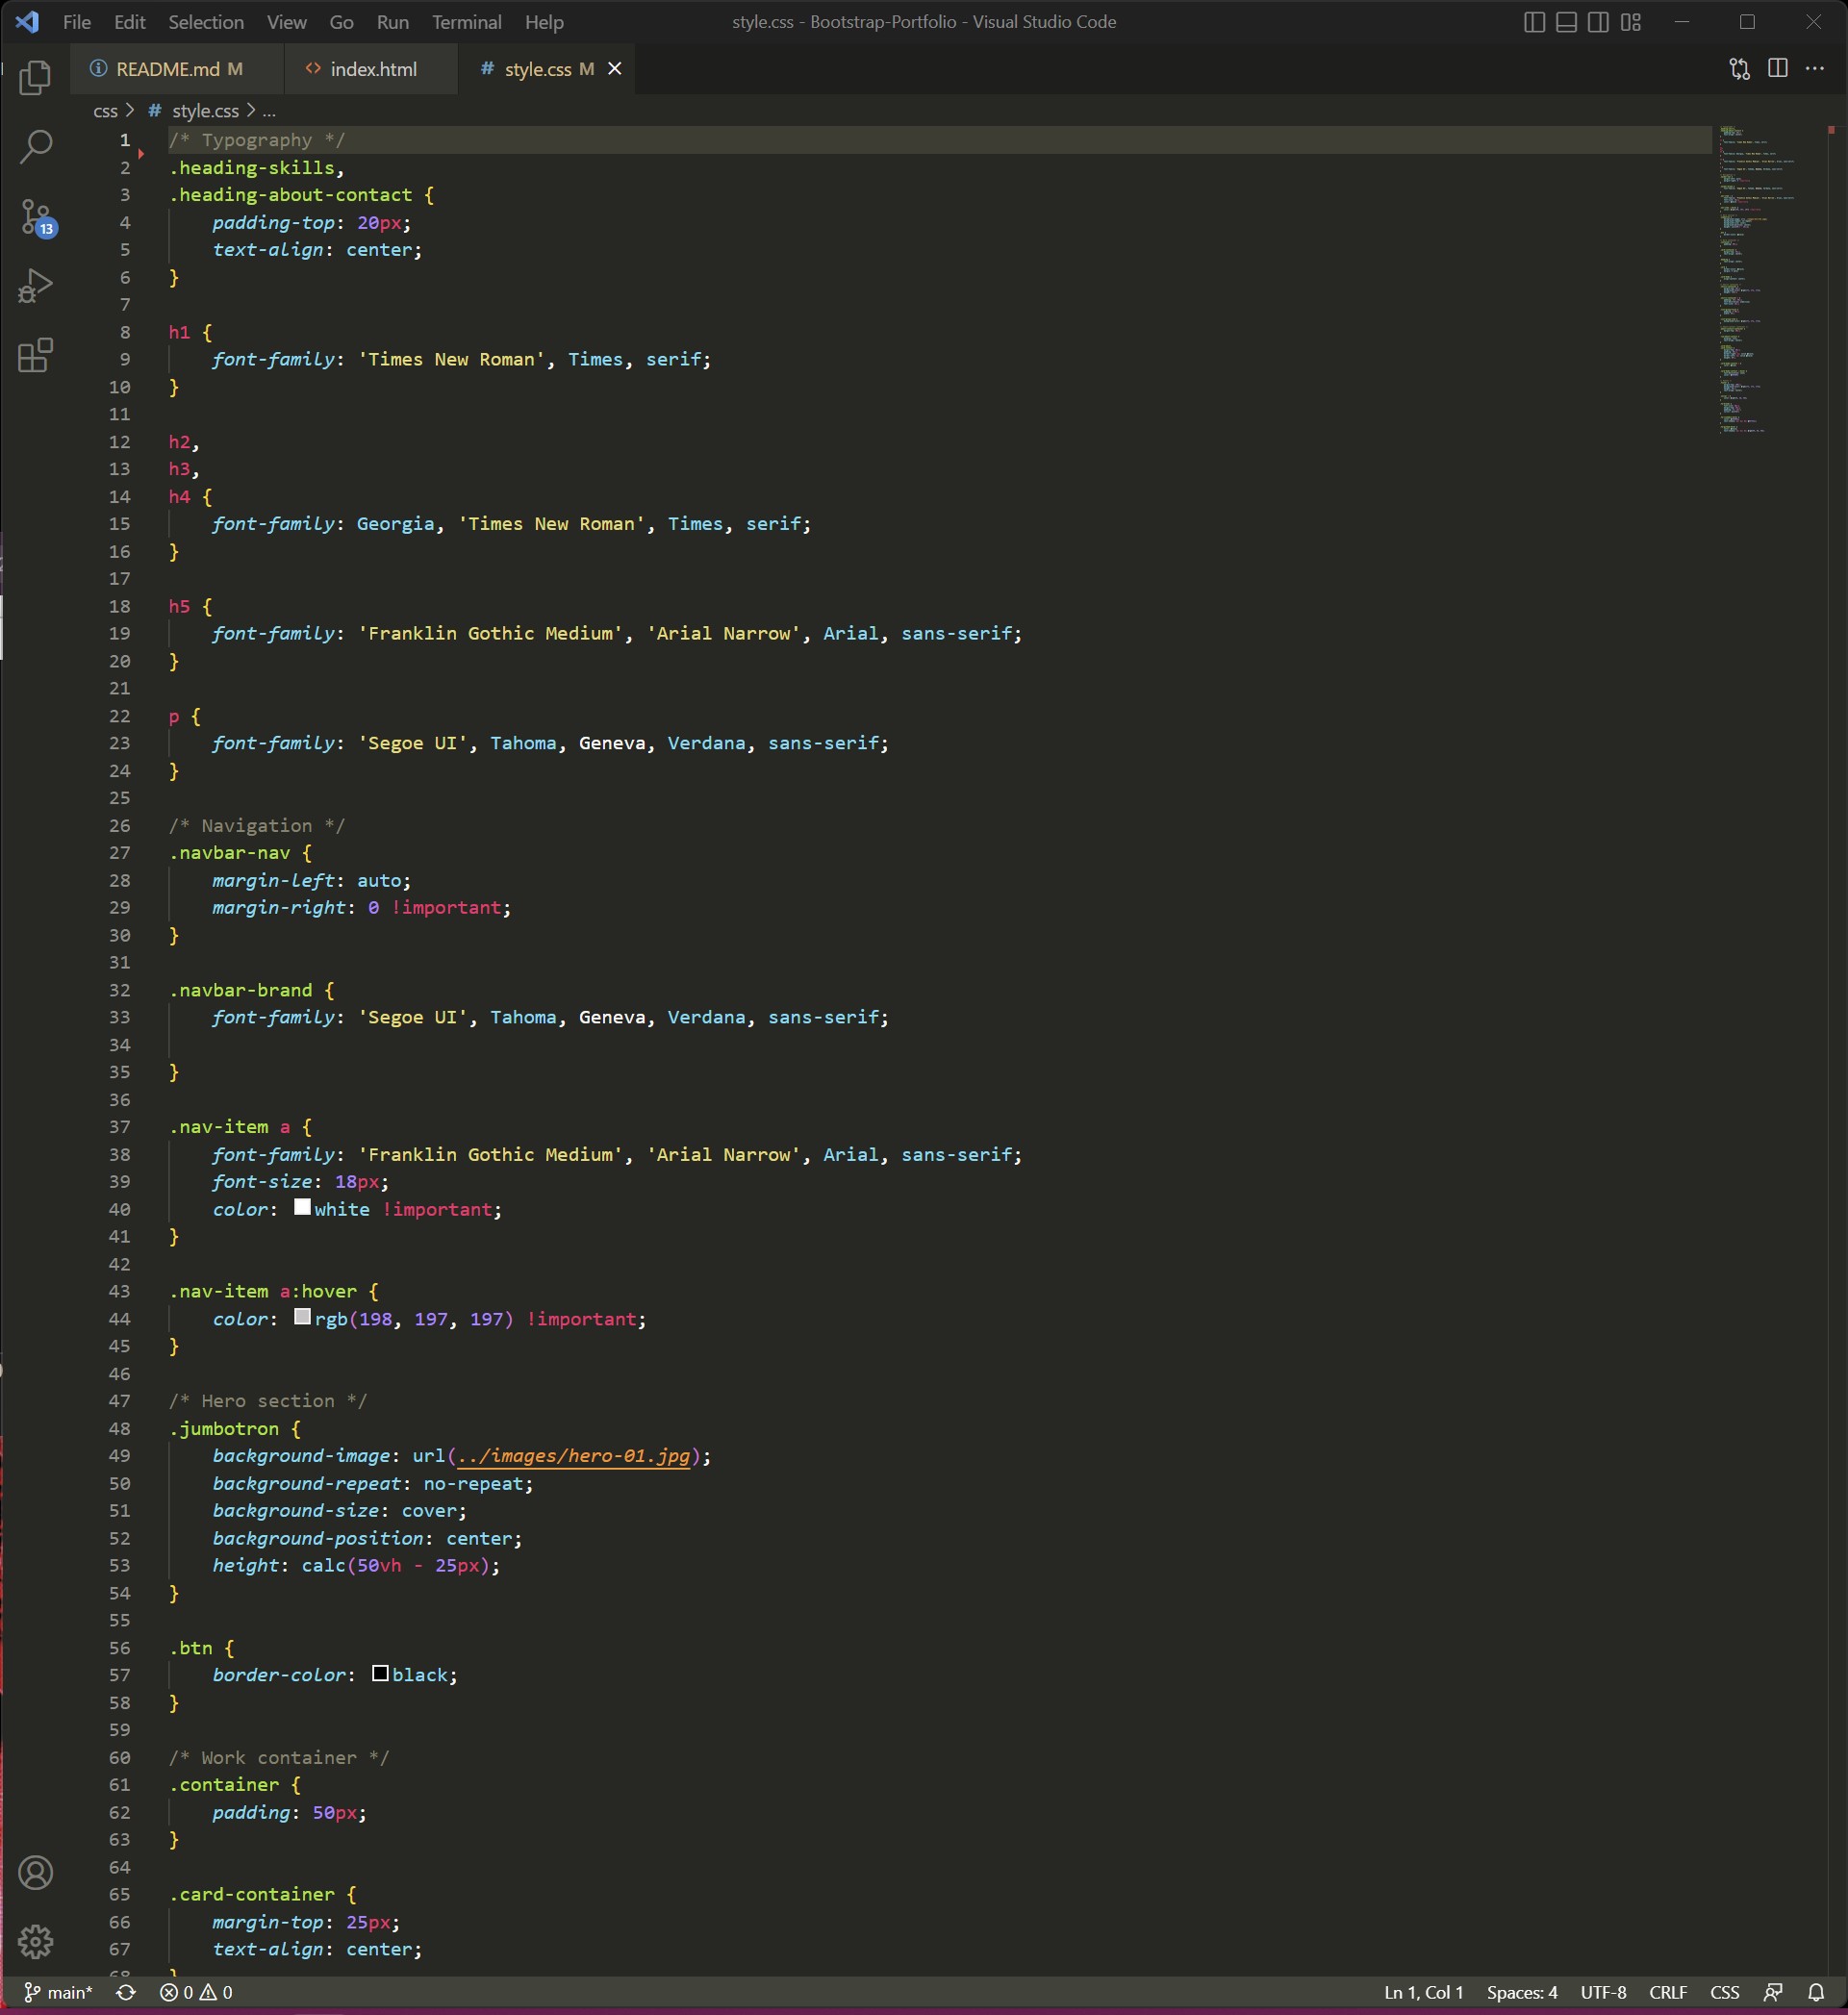 File Edit Selection View Go Run Terminal Help style.css - Bootstrap-Portfolio - Visual Studio Code
README.md M index.html # style.css M
css > # style.css > ...
13
1 /* Typography */
2 .heading-skills,
3 .heading-about-contact {
4 padding-top: 20px;
5 text-align: center;
6 }
7
8 h1 {
9 font-family: 'Times New Roman', Times, serif;
10 }
11
12 h2,
13 h3,
14 h4 {
15 font-family: Georgia, 'Times New Roman', Times, serif;
16 }
17
18 h5 {
19 font-family: 'Franklin Gothic Medium', 'Arial Narrow', Arial, sans-serif;
20 }
21
22 p {
23 font-family: 'Segoe UI', Tahoma, Geneva, Verdana, sans-serif;
24 }
25
26 /* Navigation */
27 .navbar-nav {
28 margin-left: auto;
29 margin-right: 0 !important;
30 }
31
32 .navbar-brand {
33 font-family: 'Segoe UI', Tahoma, Geneva, Verdana, sans-serif;
34
35 }
36
37 .nav-item a {
38 font-family: 'Franklin Gothic Medium', 'Arial Narrow', Arial, sans-serif;
39 font-size: 18px;
40 color: white !important;
41 }
42
43 .nav-item a:hover {
44 color: rgb(198, 197, 197) !important;
45 }
46
47 /* Hero section */
48 .jumbotron {
49 background-image: url(../images/hero-01.jpg);
50 background-repeat: no-repeat;
51 background-size: cover;
52 background-position: center;
53 height: calc(50vh - 25px);
54 }
55
56 .btn {
57 border-color: black;
58 }
59
60 /* Work container */
61 .container {
62 padding: 50px;
63 }
64
65 .card-container {
66 margin-top: 25px;
67 text-align: center;
68 }
main* 0 0 Ln 1, Col 1 Spaces: 4 UTF-8 CRLF CSS